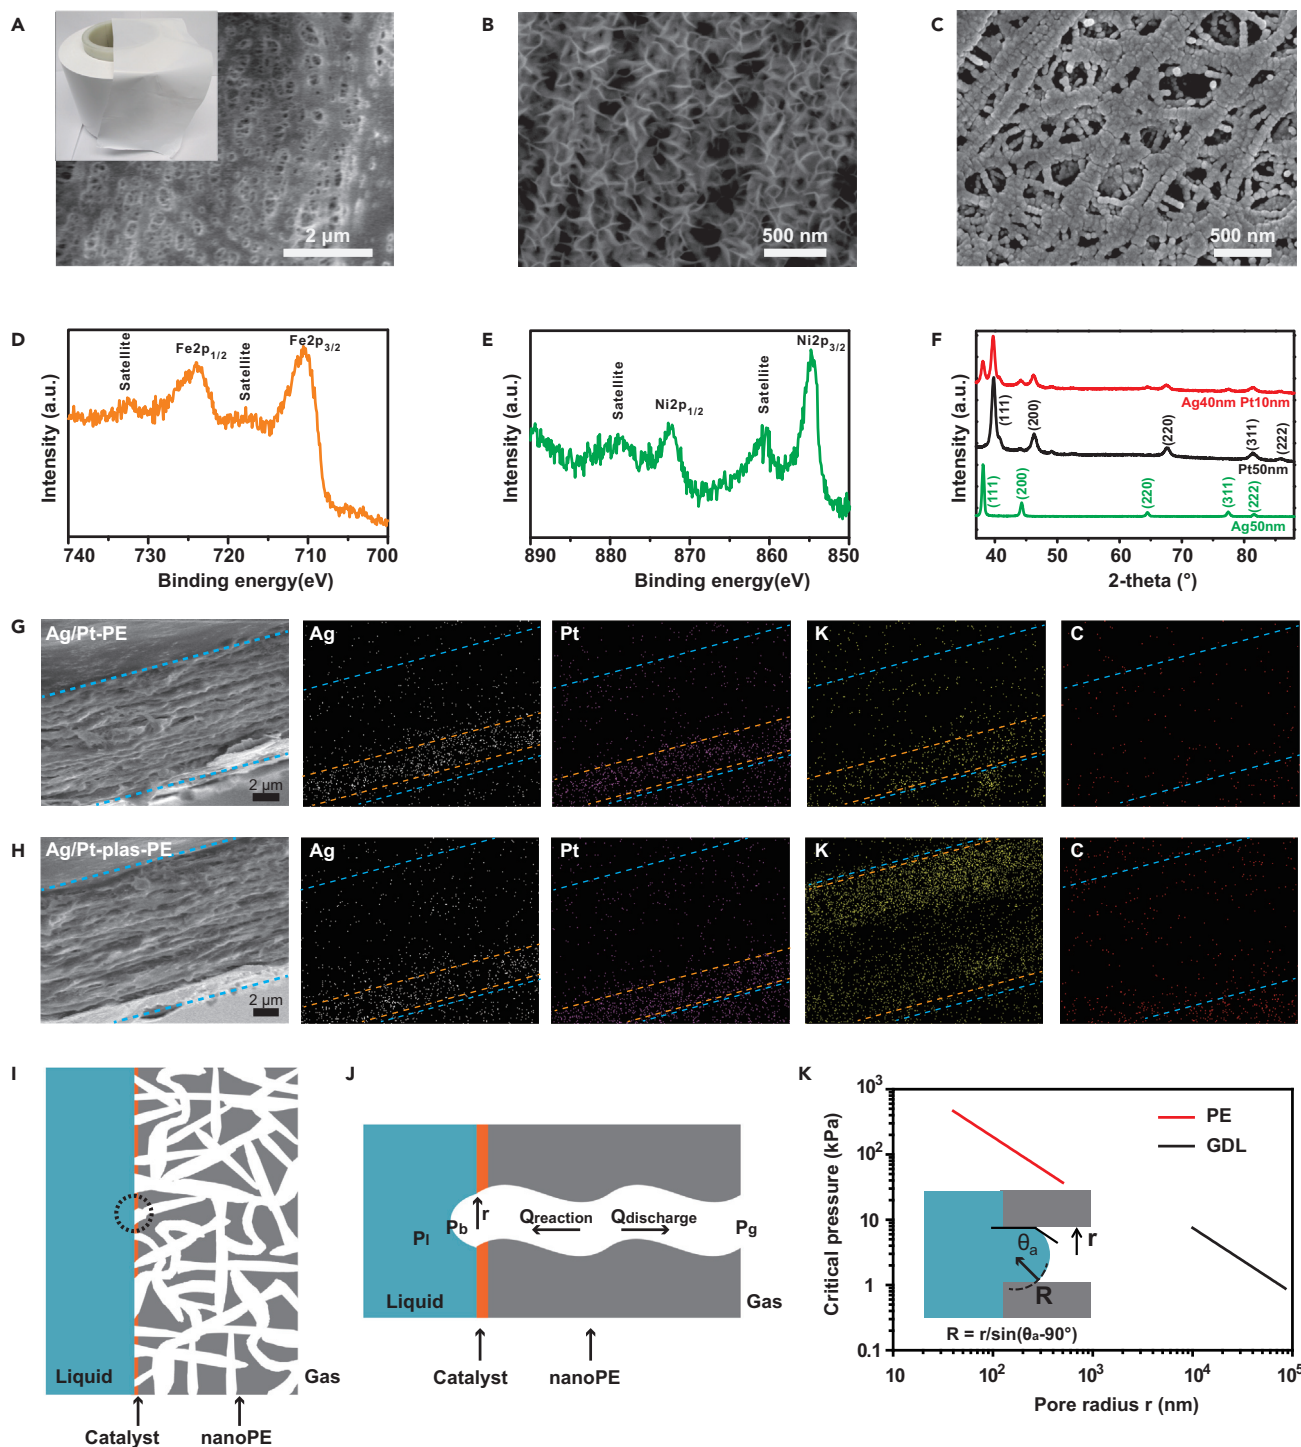 A
2 µm
B
500 nm
C
500 nm
D
Satellite
Fe2p1/2
Satellite
Fe2p3/2
Intensity (a.u.)
740 730 720 710 700
Binding energy(eV)
E
Satellite
Ni2p1/2
Satellite
Ni2p3/2
Intensity (a.u.)
890 880 870 860 850
Binding energy(eV)
F
Intensity (a.u.)
Ag40nm Pt10nm
(111)
(200)
(220)
(311)
(222)
Pt50nm
(111)
(200)
(220)
(311)
(222)
Ag50nm
40 50 60 70 80
2-theta (°)
G
Ag/Pt-PE
2 µm
Ag
Pt
K
C
H
Ag/Pt-plas-PE
2 µm
Ag
Pt
K
C
I
Liquid
Gas
Catalyst
nanoPE
J
Pl
Pb
r
Qreaction
Qdischarge
Pg
Liquid
Gas
Catalyst
nanoPE
K
Critical pressure (kPa)
10³
10²
10
1
0.1
PE
GDL
θa
r
R
R = r/sin(θa-90°)
10 10² 10³ 10⁴ 10⁵
Pore radius r (nm)